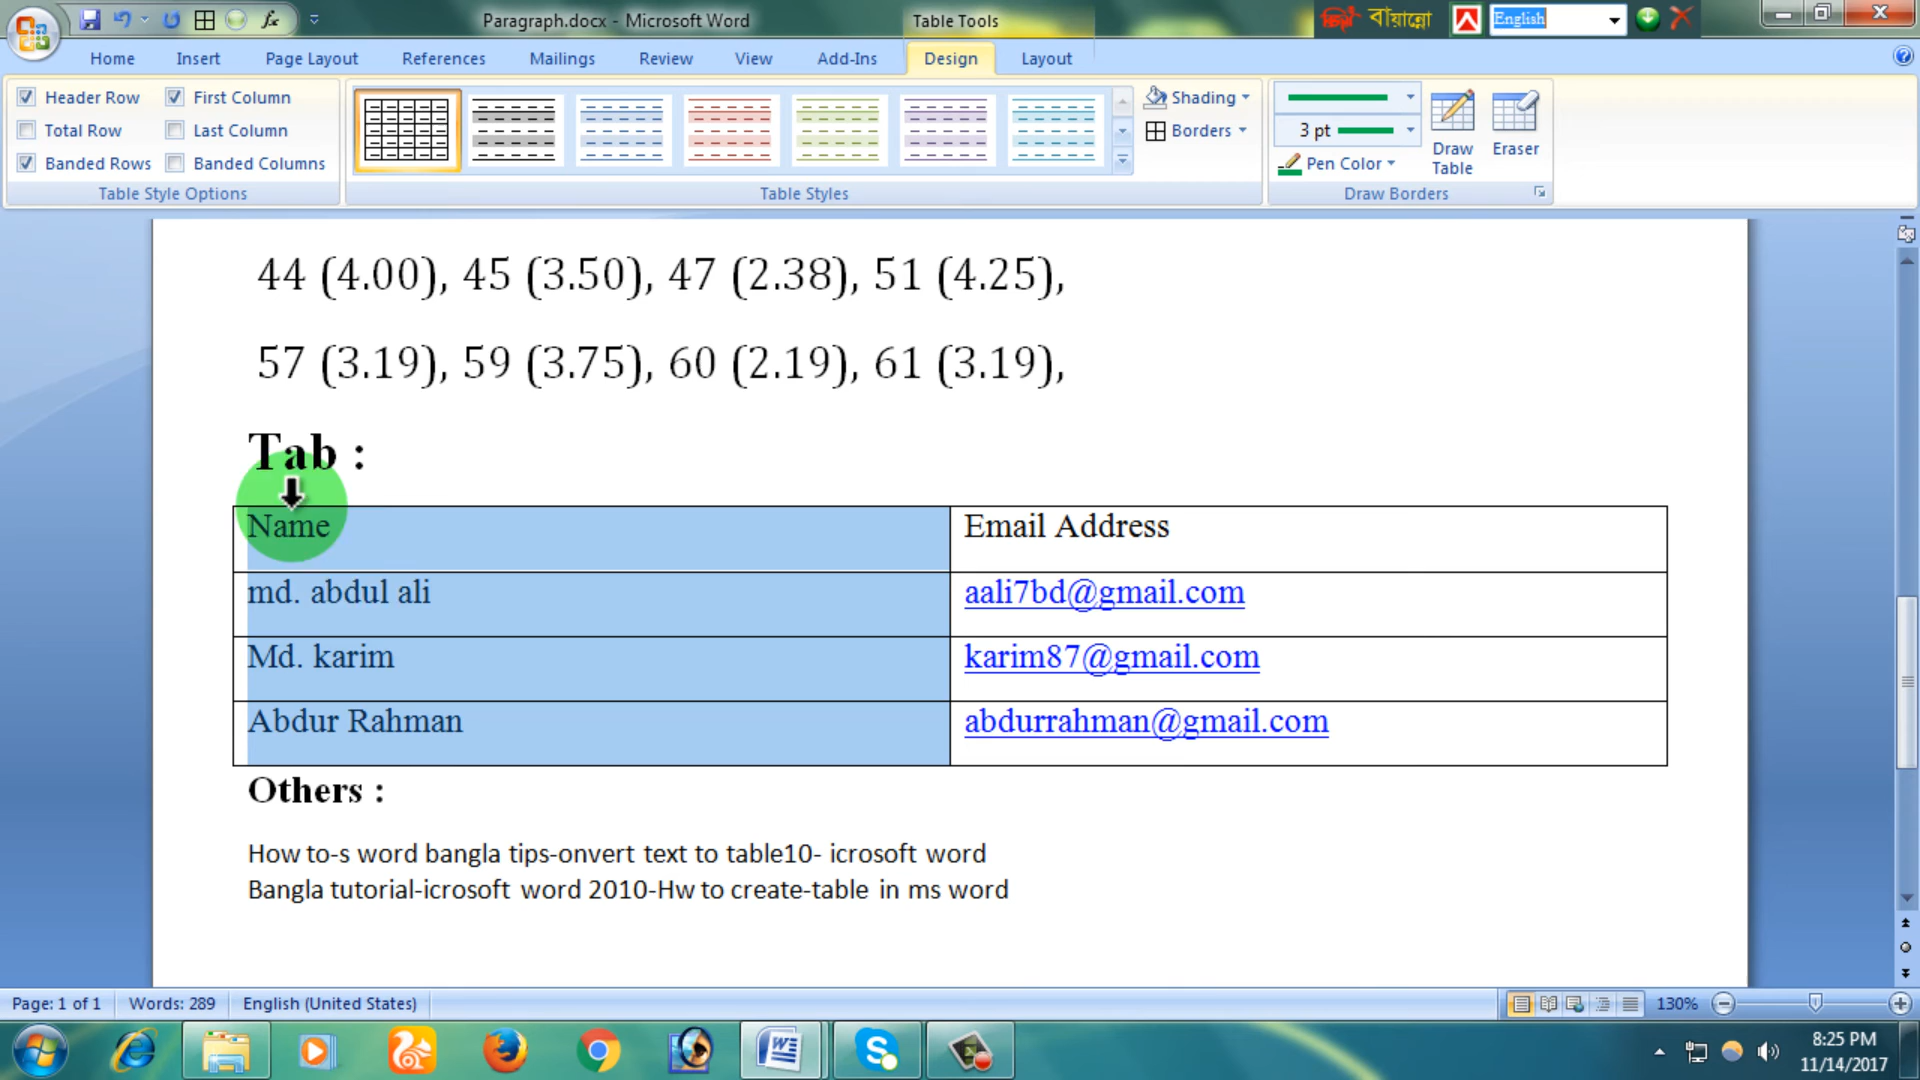 Paragraph.docx - Microsoft Word
Table Tools
বায়ান্নো
English
Home Insert Page Layout References Mailings Review View Add-Ins Design Layout
Header Row First Column
Total Row Last Column
Banded Rows Banded Columns
Table Style Options
Table Styles
Shading
Borders
3 pt
Pen Color
Draw Table
Eraser
Draw Borders
44 (4.00), 45 (3.50), 47 (2.38), 51 (4.25),
57 (3.19), 59 (3.75), 60 (2.19), 61 (3.19),
Tab :
Name Email Address
md. abdul ali aali7bd@gmail.com
Md. karim karim87@gmail.com
Abdur Rahman abdurrahman@gmail.com
Others :
How to-s word bangla tips-onvert text to table10- icrosoft word
Bangla tutorial-icrosoft word 2010-Hw to create-table in ms word
Page: 1 of 1 Words: 289 English (United States) 130%
8:25 PM
11/14/2017